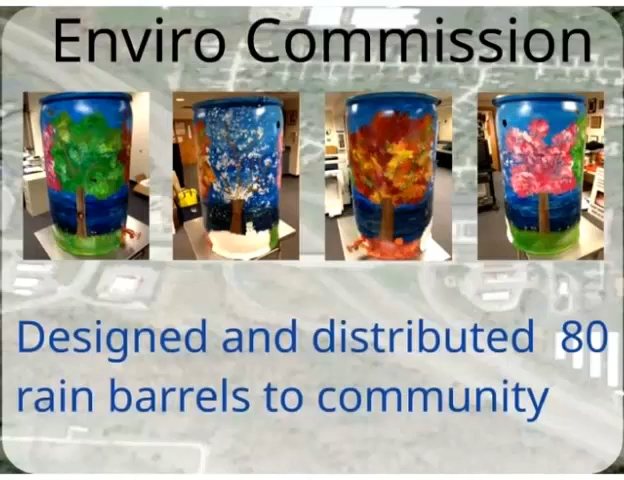 Enviro Commission
Designed and distributed 80
rain barrels to community